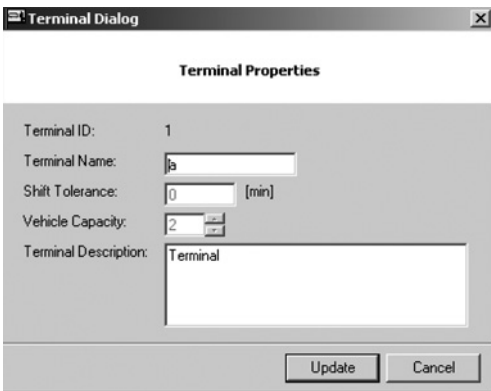 Terminal Dialog
Terminal Properties
Terminal ID: 1
Terminal Name: a
Shift Tolerance: 0 [min]
Vehicle Capacity: 2
Terminal Description: Terminal
Update Cancel